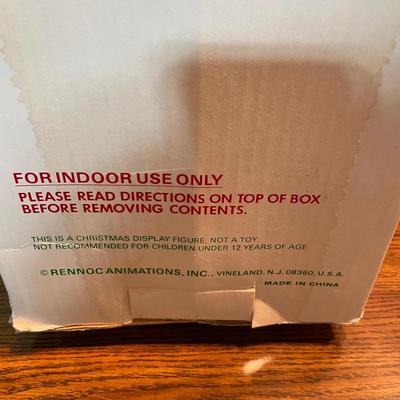 FOR INDOOR USE ONLY
PLEASE READ DIRECTIONS ON TOP OF BOX
BEFORE REMOVING CONTENTS.
THIS IS A CHRISTMAS DISPLAY FIGURE, NOT A TOY.
NOT RECOMMENDED FOR CHILDREN UNDER 12 YEARS OF AGE.
© RENNOC ANIMATIONS, INC., VINELAND, N.J. 08360, U.S.A.
MADE IN CHINA